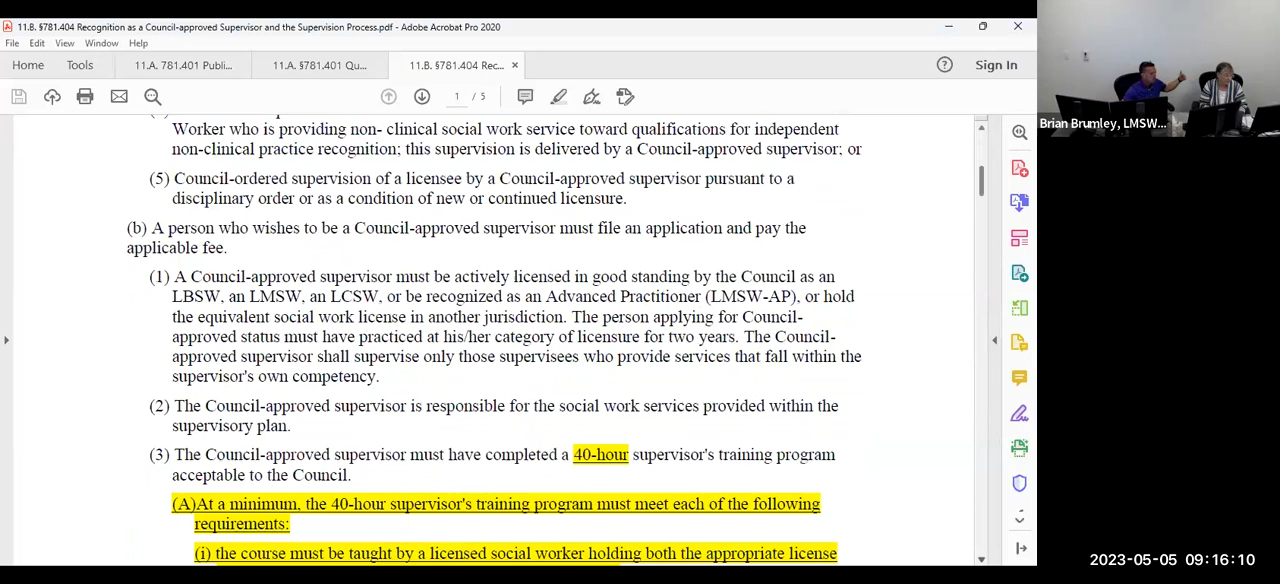 11.B. §781.404 Recognition as a Council-approved Supervisor and the Supervision Process.pdf - Adobe Acrobat Pro 2020
File Edit View Window Help
Home Tools 11.A. 781.401 Publi... 11.A. §781.401 Qu... 11.B. §781.404 Rec... ×
Sign In
1 / 5
Worker who is providing non- clinical social work service toward qualifications for independent
non-clinical practice recognition; this supervision is delivered by a Council-approved supervisor; or
(5) Council-ordered supervision of a licensee by a Council-approved supervisor pursuant to a
disciplinary order or as a condition of new or continued licensure.
(b) A person who wishes to be a Council-approved supervisor must file an application and pay the
applicable fee.
(1) A Council-approved supervisor must be actively licensed in good standing by the Council as an
LBSW, an LMSW, an LCSW, or be recognized as an Advanced Practitioner (LMSW-AP), or hold
the equivalent social work license in another jurisdiction. The person applying for Council-
approved status must have practiced at his/her category of licensure for two years. The Council-
approved supervisor shall supervise only those supervisees who provide services that fall within the
supervisor's own competency.
(2) The Council-approved supervisor is responsible for the social work services provided within the
supervisory plan.
(3) The Council-approved supervisor must have completed a 40-hour supervisor's training program
acceptable to the Council.
(A)At a minimum, the 40-hour supervisor's training program must meet each of the following
requirements:
(i) the course must be taught by a licensed social worker holding both the appropriate license
Brian Brumley, LMSW...
2023-05-05 09:16:10